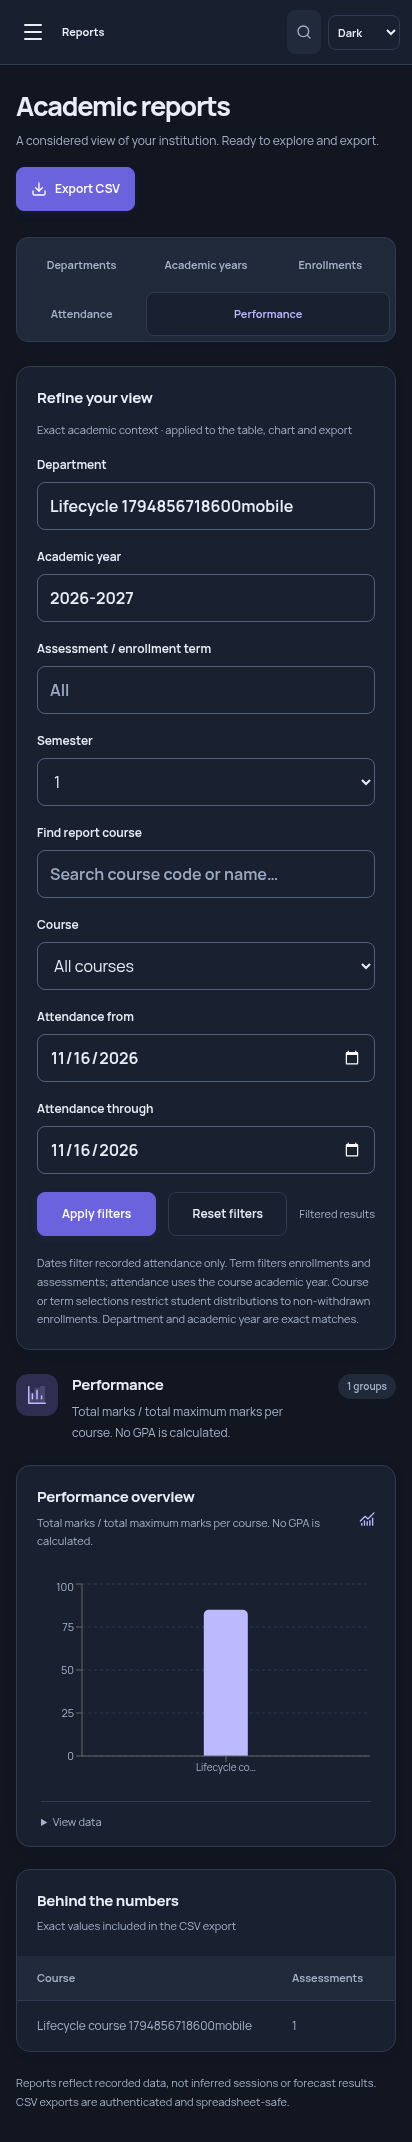 Reports
Dark
Academic reports
A considered view of your institution. Ready to explore and export.
Export CSV
Departments
Academic years
Enrollments
Attendance
Performance
Refine your view
Exact academic context · applied to the table, chart and export
Department
Lifecycle 1794856718600mobile
Academic year
2026-2027
Assessment / enrollment term
All
Semester
1
Find report course
Search course code or name…
Course
All courses
Attendance from
11/16/2026
Attendance through
11/16/2026
Apply filters
Reset filters
Filtered results
Dates filter recorded attendance only. Term filters enrollments and
assessments; attendance uses the course academic year. Course
or term selections restrict student distributions to non-withdrawn
enrollments. Department and academic year are exact matches.
Performance
1 groups
Total marks / total maximum marks per
course. No GPA is calculated.
Performance overview
Total marks / total maximum marks per course. No GPA is
calculated.
100
75
50
25
0
Lifecycle co…
View data
Behind the numbers
Exact values included in the CSV export
Course
Assessments
Lifecycle course 1794856718600mobile
1
Reports reflect recorded data, not inferred sessions or forecast results.
CSV exports are authenticated and spreadsheet-safe.